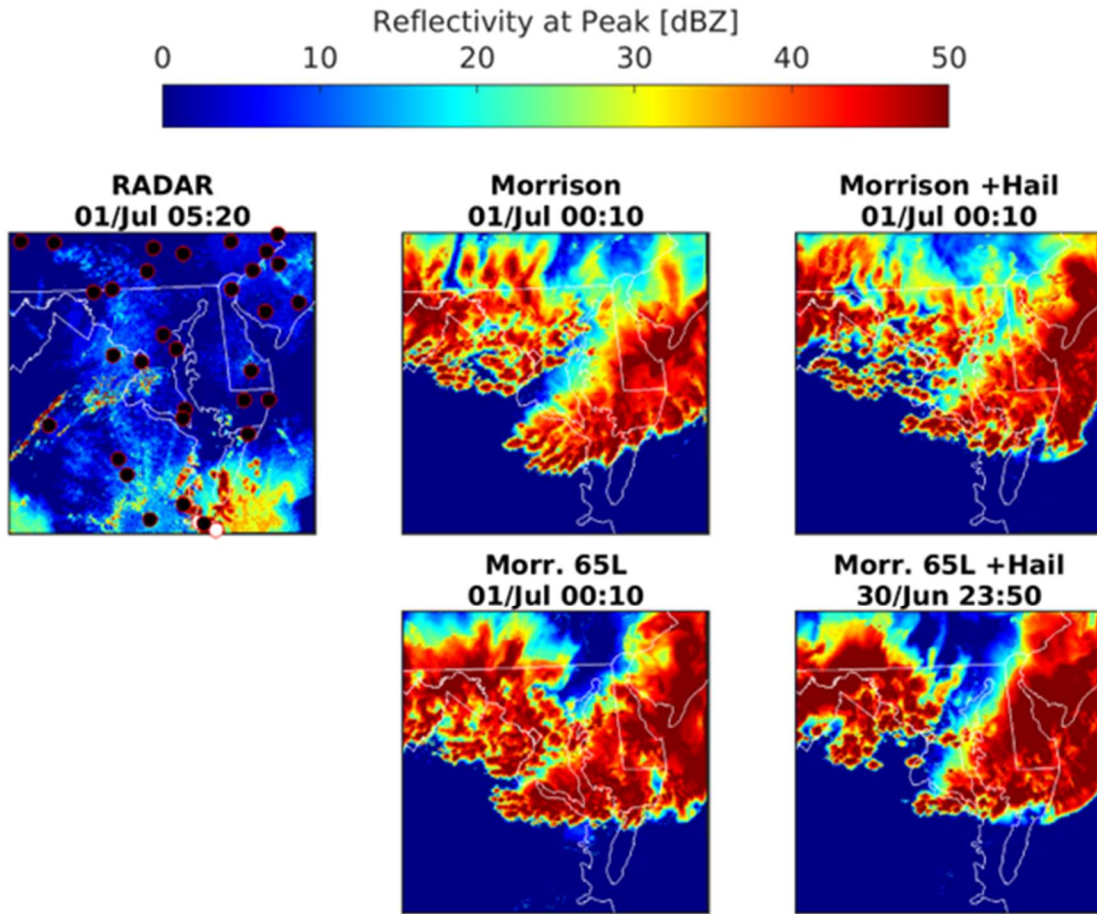 Reflectivity at Peak [dBZ]
0 10 20 30 40 50
RADAR
01/Jul 05:20
Morrison
01/Jul 00:10
Morrison +Hail
01/Jul 00:10
Morr. 65L
01/Jul 00:10
Morr. 65L +Hail
30/Jun 23:50